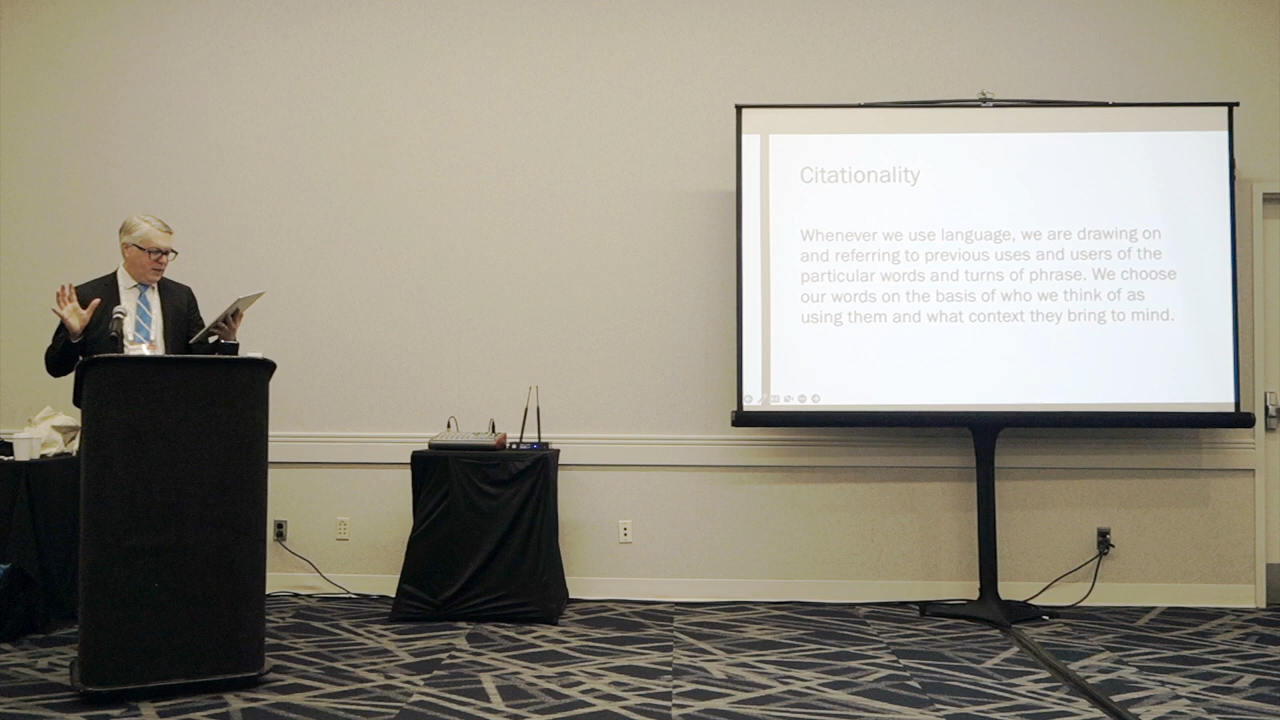 Citationality
Whenever we use language, we are drawing on
and referring to previous uses and users of the
particular words and turns of phrase. We choose
our words on the basis of who we think of as
using them and what context they bring to mind.